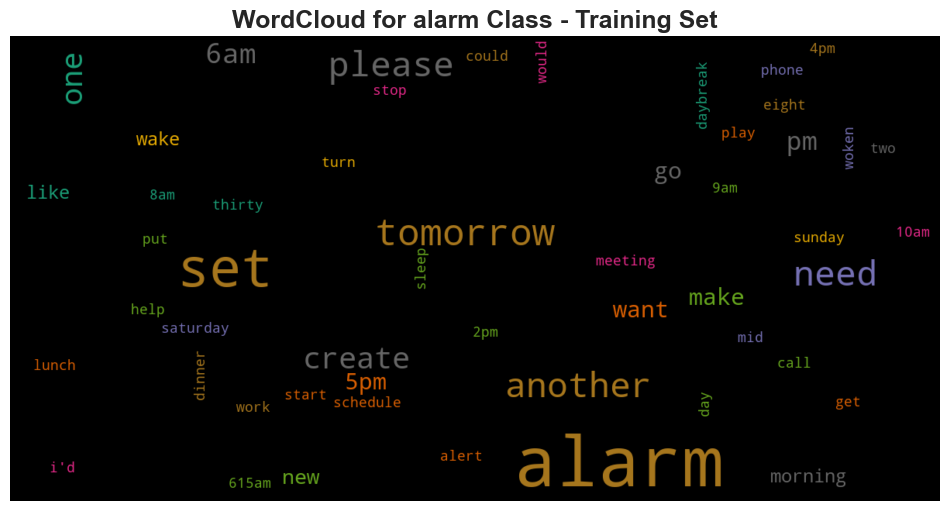 WordCloud for alarm Class - Training Set
one
6am
please
could
would
4pm
stop
phone
daybreak
eight
wake
play
pm
woken
two
turn
go
like
8am
thirty
9am
put
tomorrow
sunday
10am
set
sleep
meeting
need
help
want
make
saturday
2pm
mid
lunch
dinner
create
5pm
another
call
start
schedule
work
day
get
i'd
615am
new
alert
alarm
morning